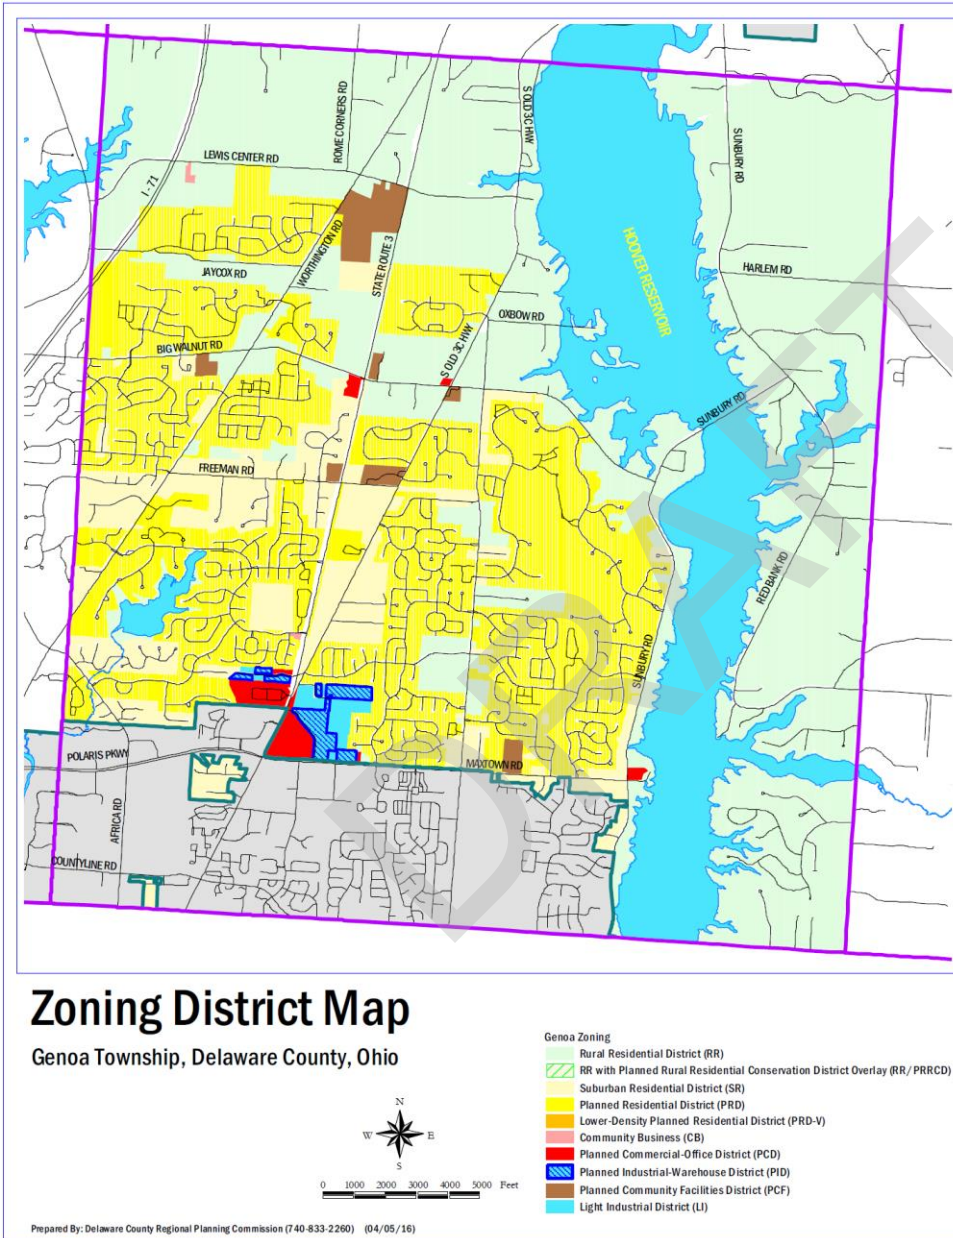 LEWIS CENTER RD
ROME CORNERS RD
S OLD 3C HWY
SUNBURY RD
I - 71
WORTHINGTON RD
STATE ROUTE 3
HOOVER RESERVOIR
HARLEM RD
JAYCOX RD
OXBOW RD
BIG WALNUT RD
S OLD 3C HWY
SUNBURY RD
FREEMAN RD
RED BANK RD
SUNBURY RD
POLARIS PKWY
MAXTOWN RD
AFRICA RD
COUNTYLINE RD
DRAFT
Zoning District Map
Genoa Township, Delaware County, Ohio
N
W E
S
0 1000 2000 3000 4000 5000 Feet
Prepared By: Delaware County Regional Planning Commission (740-833-2260) (04/05/16)
Genoa Zoning
Rural Residential District (RR)
RR with Planned Rural Residential Conservation District Overlay (RR/PRRCD)
Suburban Residential District (SR)
Planned Residential District (PRD)
Lower-Density Planned Residential District (PRD-V)
Community Business (CB)
Planned Commercial-Office District (PCD)
Planned Industrial-Warehouse District (PID)
Planned Community Facilities District (PCF)
Light Industrial District (LI)